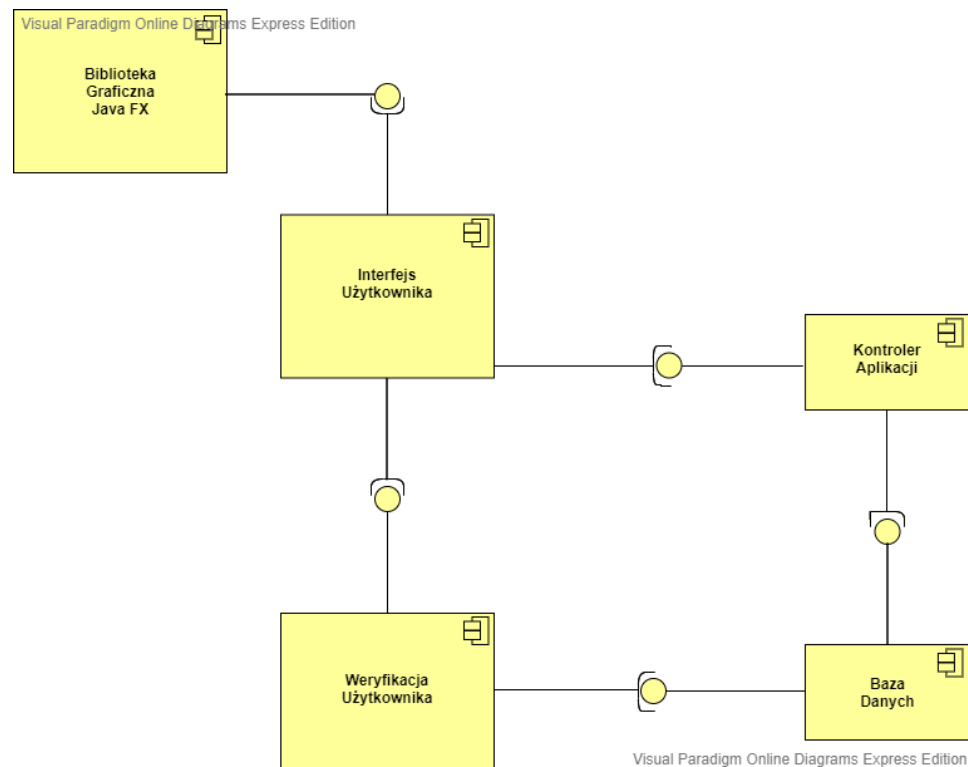 Visual Paradigm Online Diagrams Express Edition
Biblioteka
Graficzna
Java FX
Interfejs
Użytkownika
Kontroler
Aplikacji
Weryfikacja
Użytkownika
Baza
Danych
Visual Paradigm Online Diagrams Express Edition